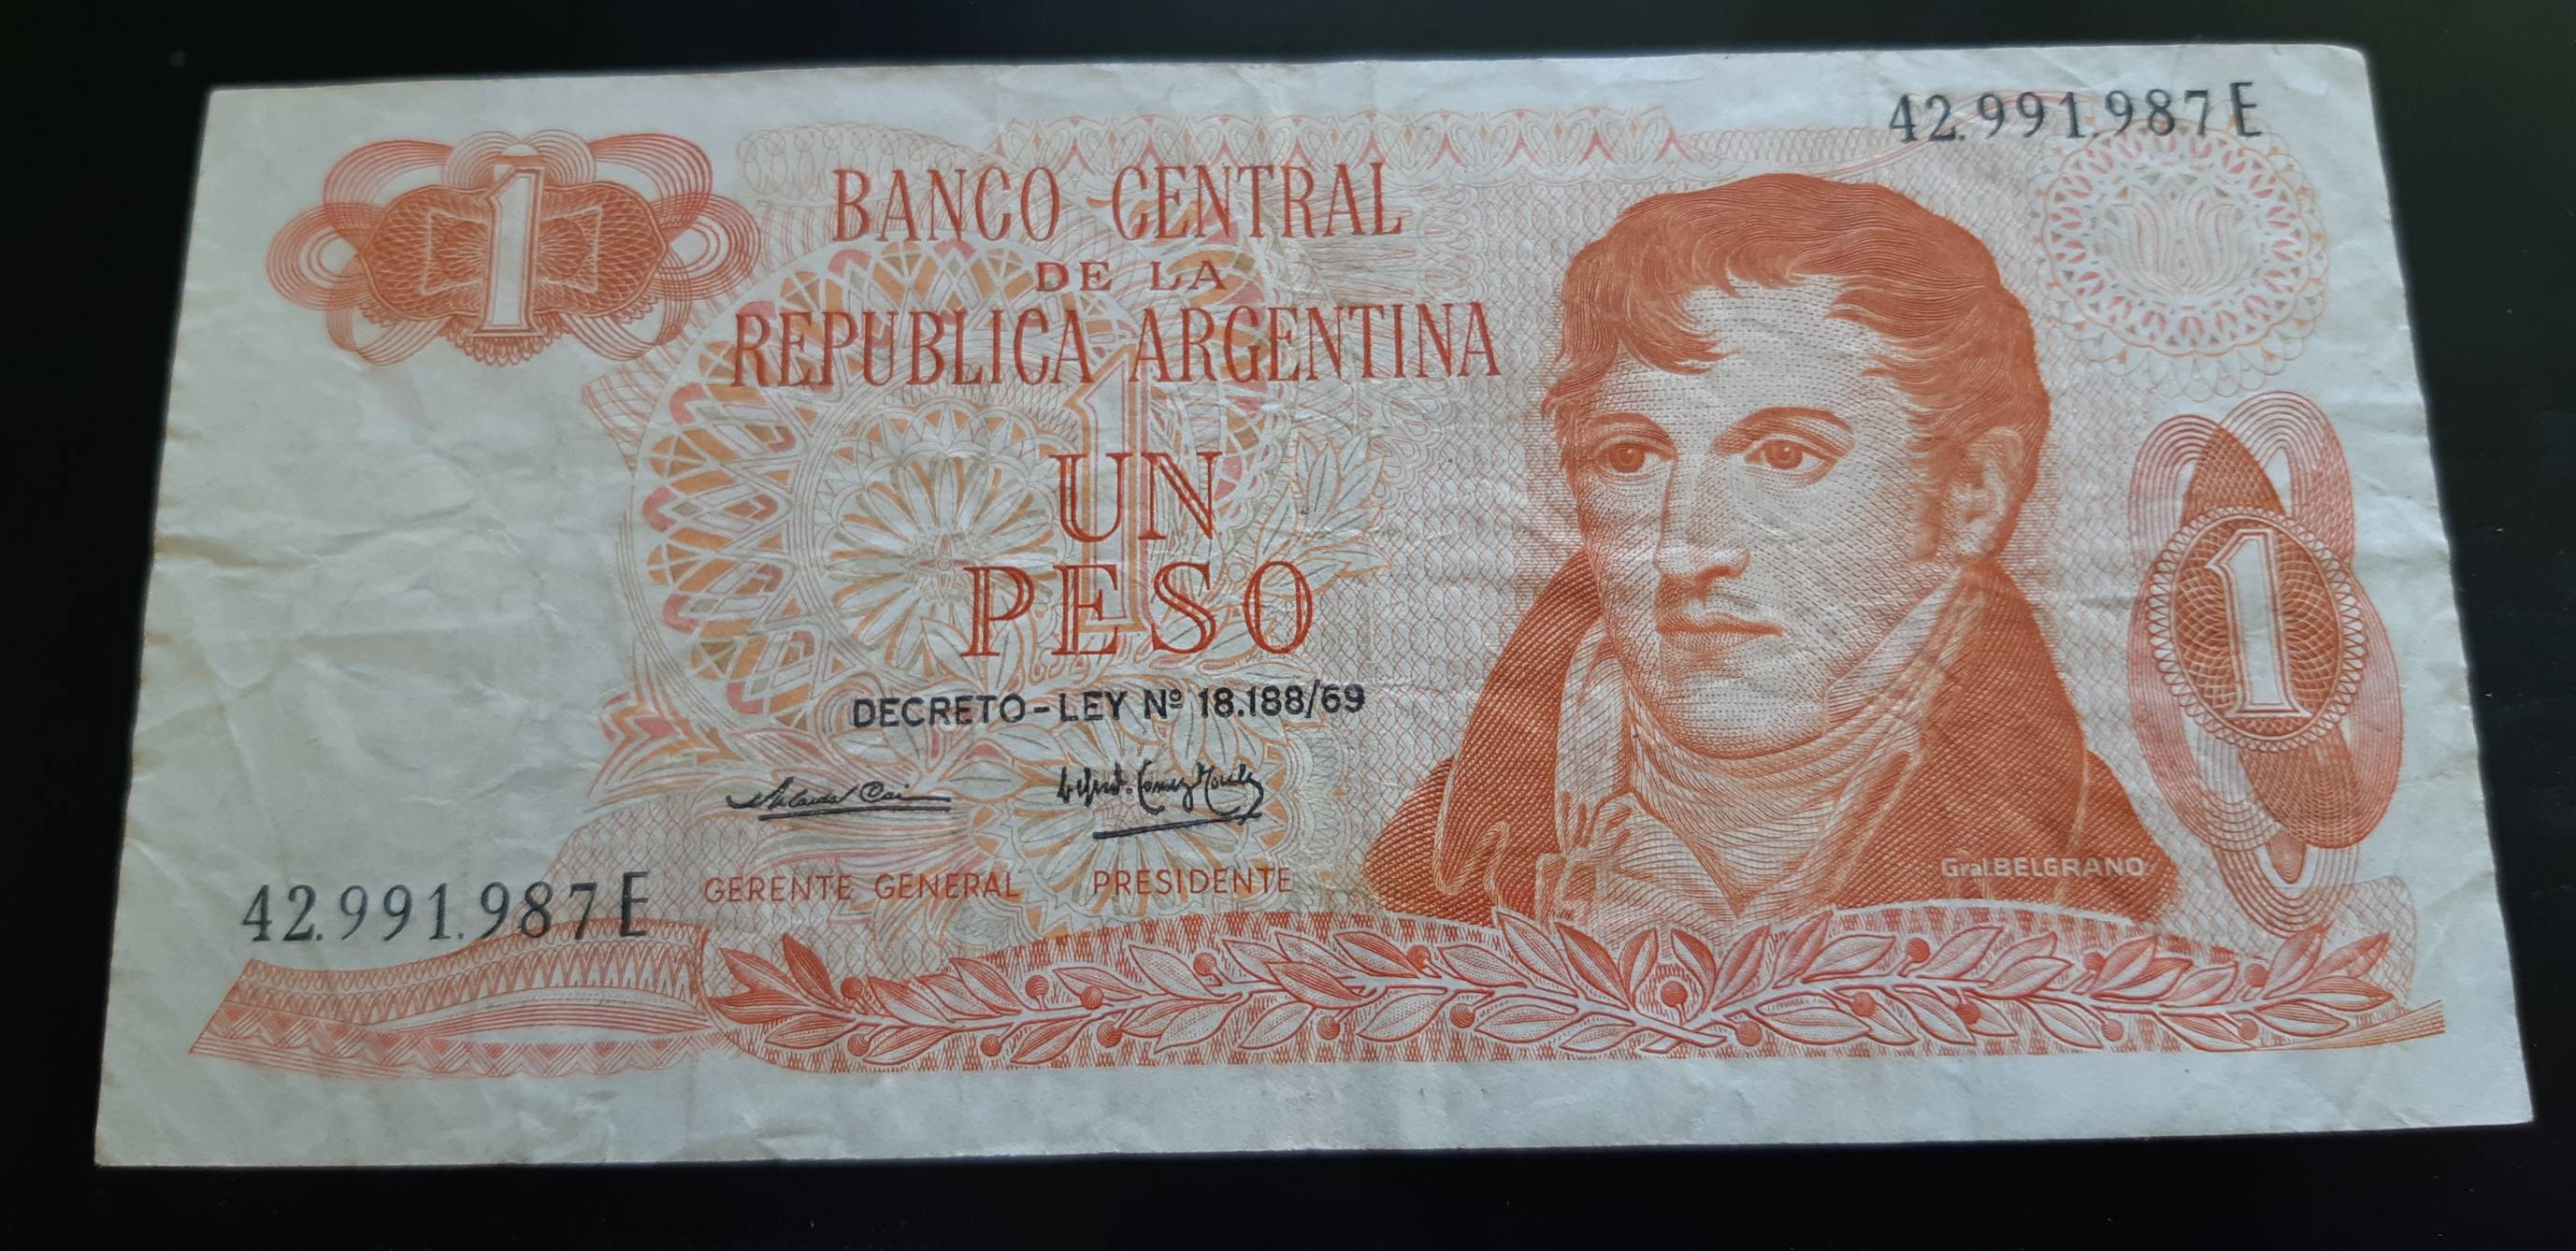 42.991.987 E
1
BANCO CENTRAL
DE LA
REPUBLICA ARGENTINA
1
UN
PESO
1
DECRETO-LEY Nº 18.188/69
GERENTE GENERAL PRESIDENTE
Gral.BELGRANO
42.991.987 E